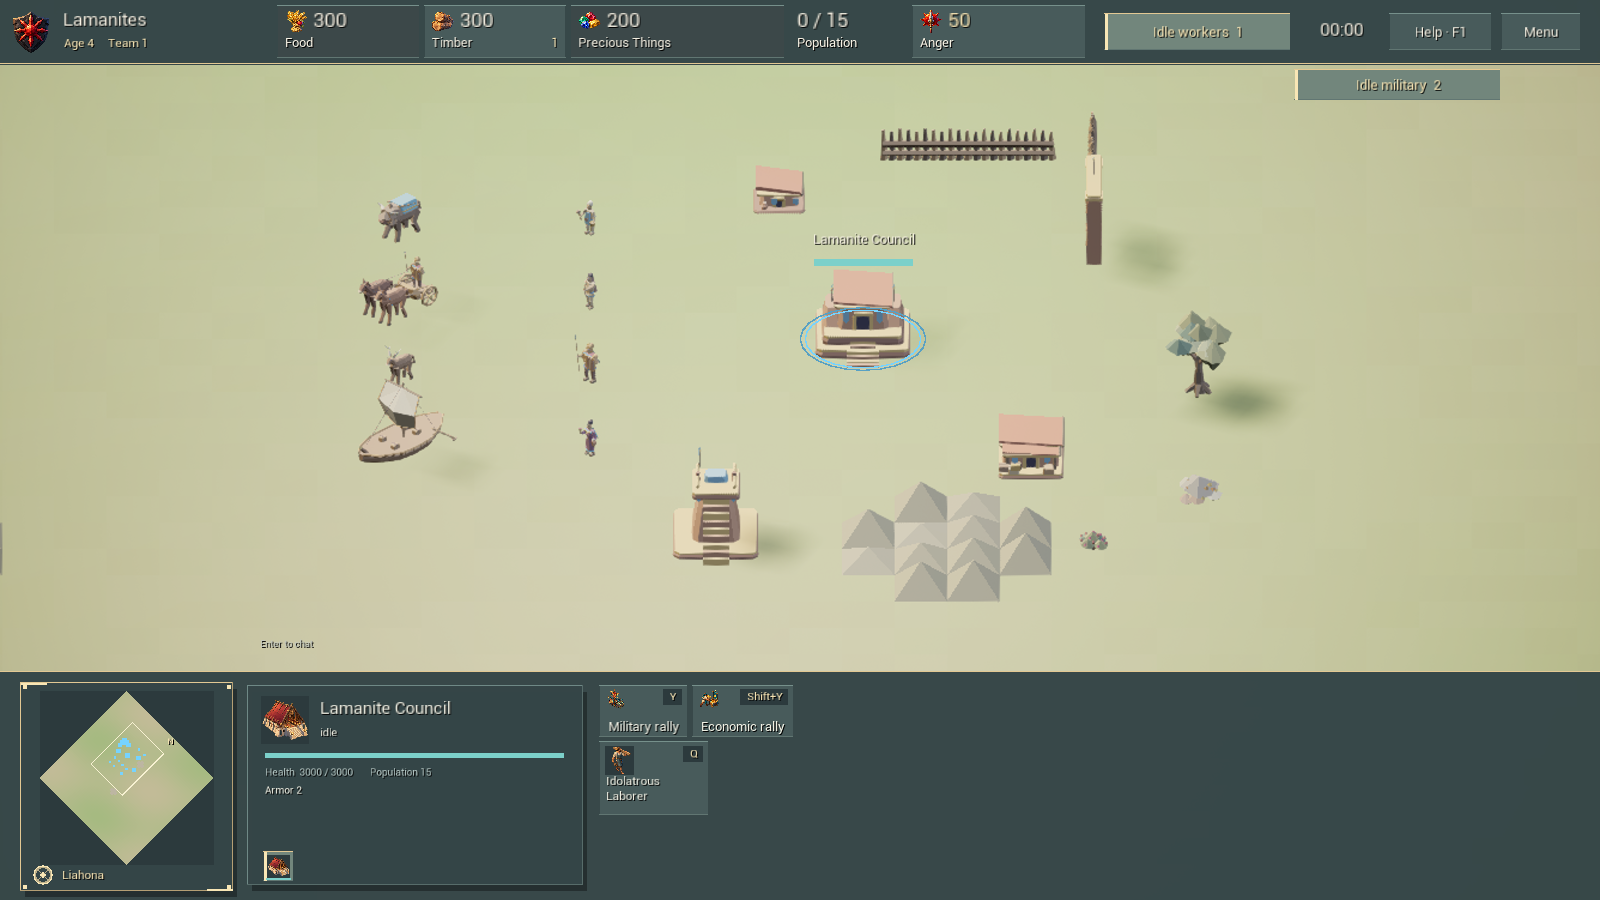 Lamanites
Age 4 Team 1
300
Food
300
Timber 1
200
Precious Things
0 / 15
Population
50
Anger
Idle workers 1
00:00
Help · F1
Menu
Idle military 2
Lamanite Council
Enter to chat
N
Liahona
Lamanite Council
idle
Health 3000 / 3000 Population 15
Armor 2
Y
Military rally
Shift+Y
Economic rally
Q
Idolatrous
Laborer